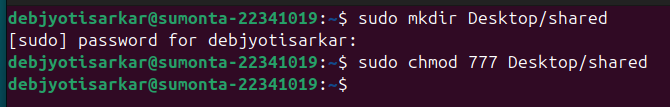 debjyotisarkar@sumonta-22341019:~$ sudo mkdir Desktop/shared
[sudo] password for debjyotisarkar:
debjyotisarkar@sumonta-22341019:~$ sudo chmod 777 Desktop/shared
debjyotisarkar@sumonta-22341019:~$